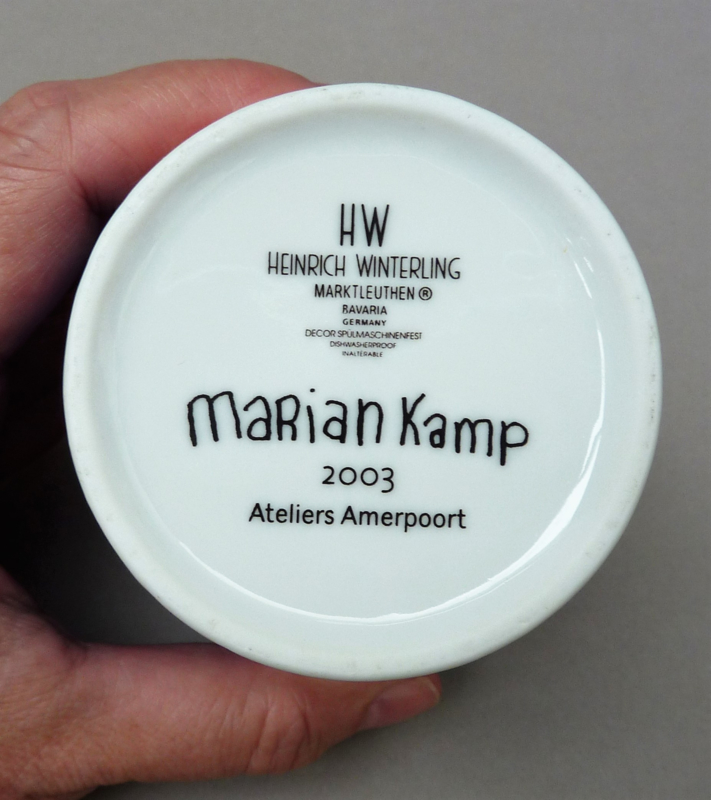 HW
HEINRICH WINTERLING
MARKTLEUTHEN ®
BAVARIA
GERMANY
DECOR SPÜLMASCHINENFEST
DISHWASHERPROOF
INALTERABLE
Marian Kamp
2003
Ateliers Amerpoort